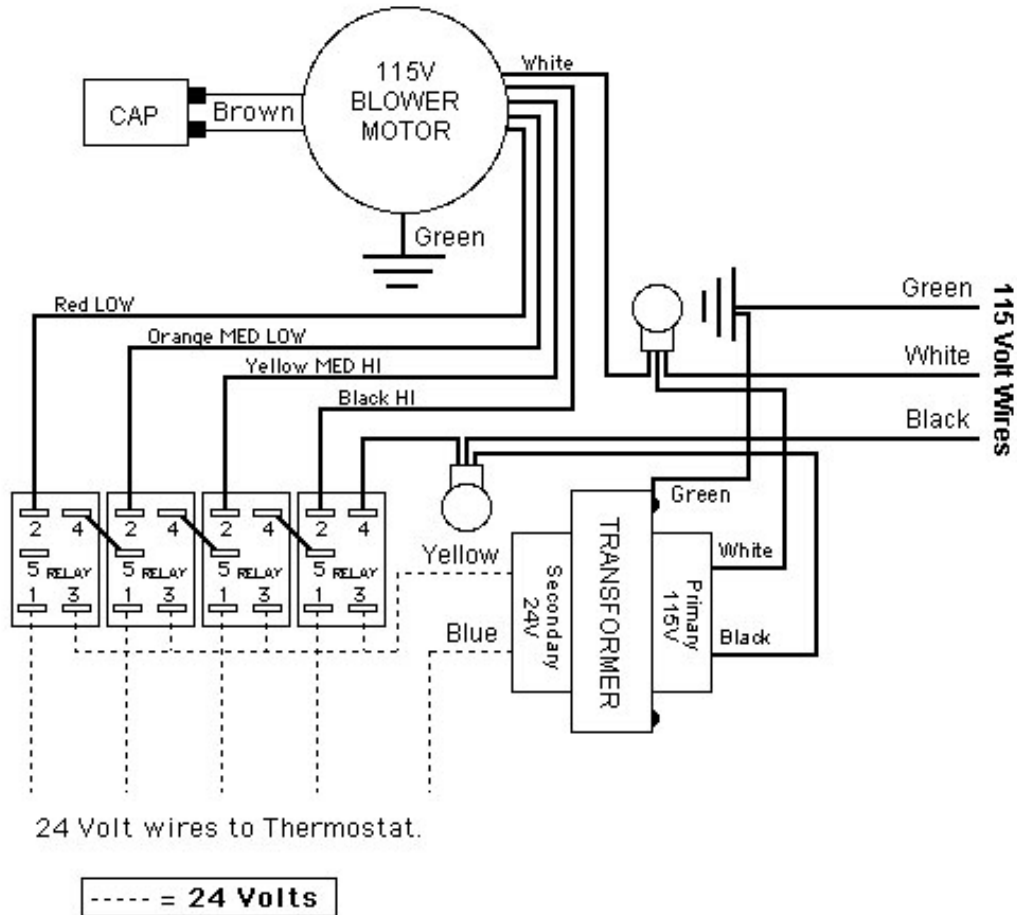 115V
BLOWER
MOTOR
CAP
Brown
White
Green
Red LOW
Orange MED LOW
Yellow MED HI
Black HI
Green
White
Black
115 Volt Wires
2 4
5 RELAY
1 3
2 4
5 RELAY
1 3
2 4
5 RELAY
1 3
2 4
5 RELAY
1 3
Yellow
Blue
Secondary
24V
TRANSFORMER
Primary
115V
Green
White
Black
24 Volt wires to Thermostat.
----- = 24 Volts